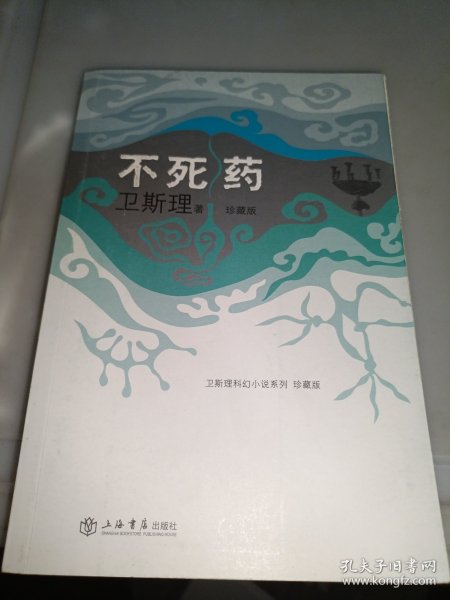 不死药
卫斯理著 珍藏版
卫斯理科幻小说系列 珍藏版
上海书店出版社
SHANGHAI BOOKSTORE PUBLISHING HOUSE
孔夫子旧书网
www.kongfz.com